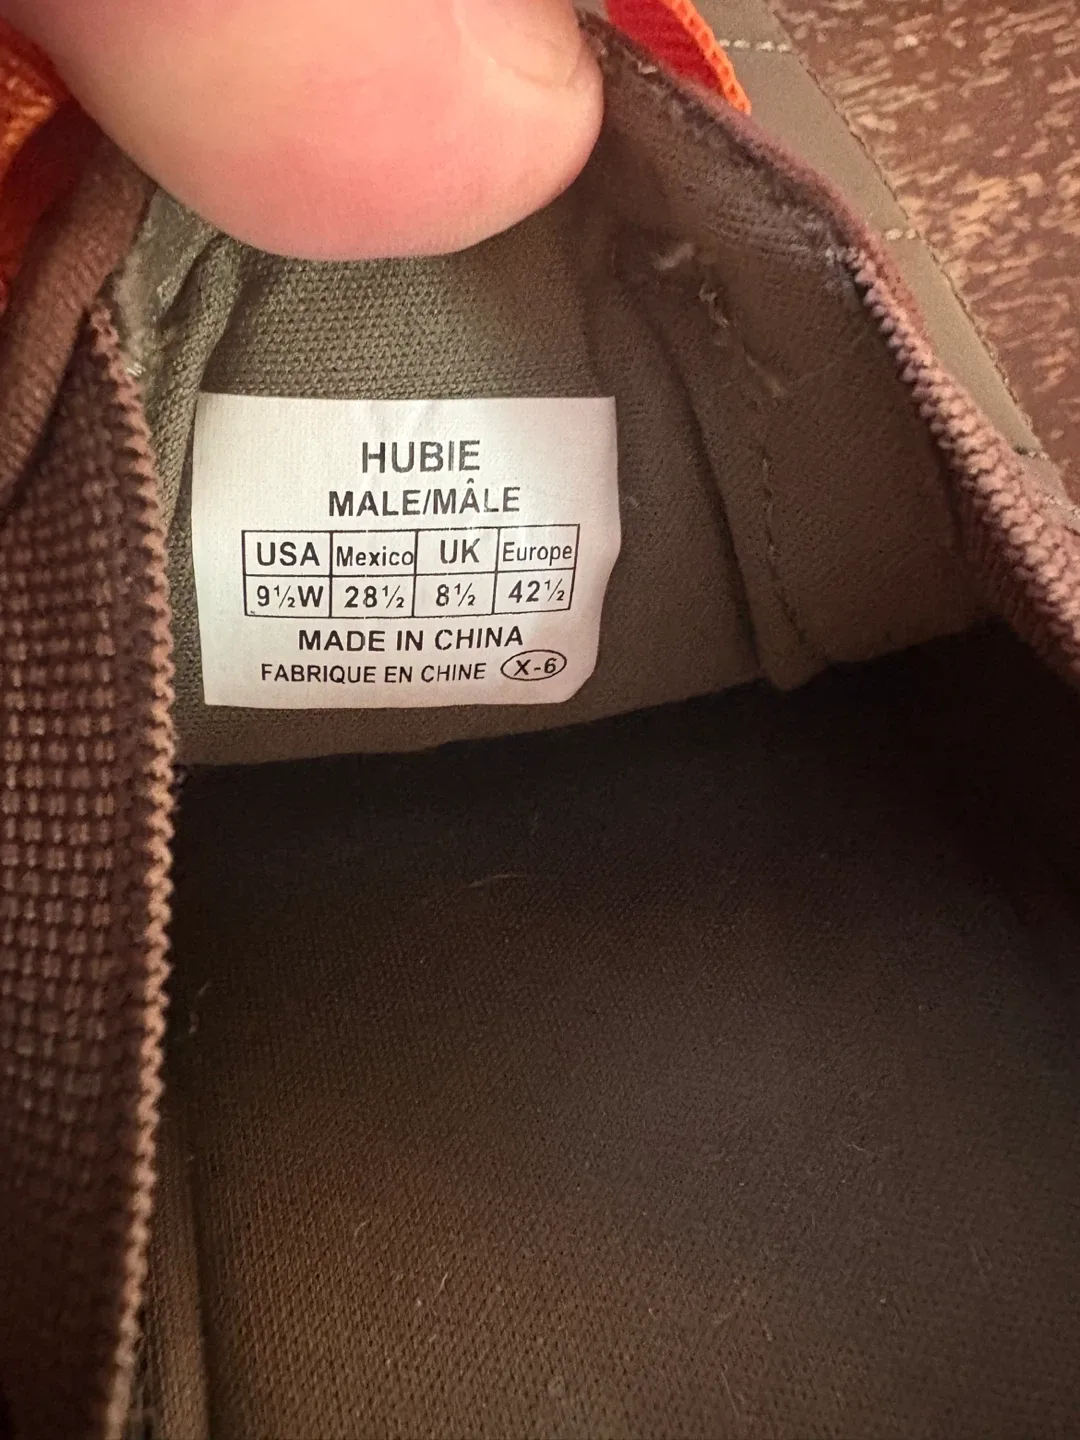 HUBIE
MALE/MÂLE
USA Mexico UK Europe
9½W 28½ 8½ 42½
MADE IN CHINA
FABRIQUE EN CHINE X-6